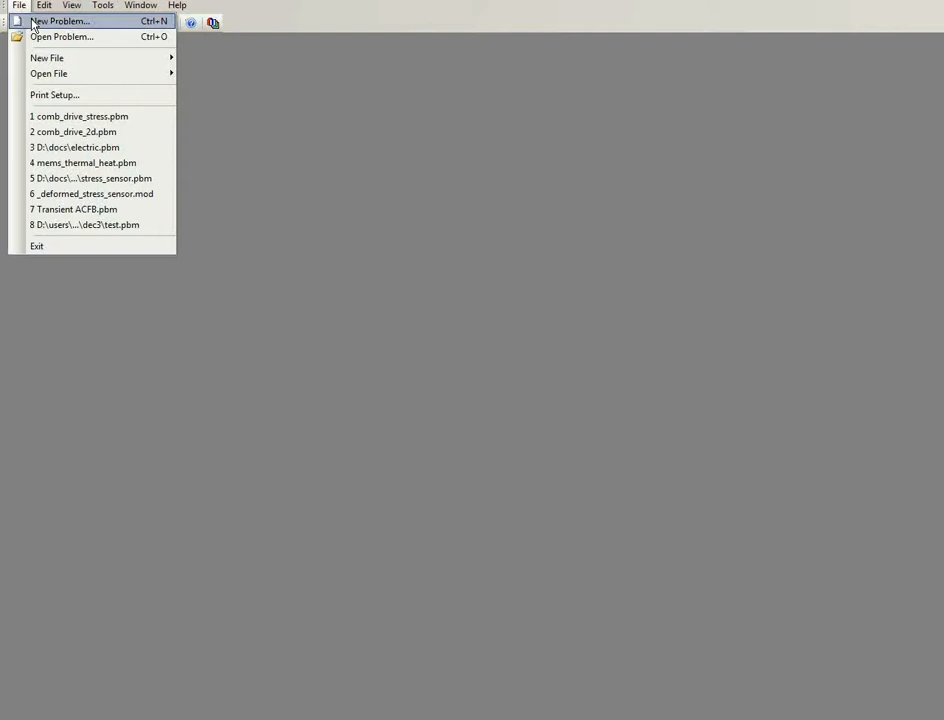 File Edit View Tools Window Help
New Problem... Ctrl+N
Open Problem... Ctrl+O
New File
Open File
Print Setup...
1 comb_drive_stress.pbm
2 comb_drive_2d.pbm
3 D:\docs\electric.pbm
4 mems_thermal_heat.pbm
5 D:\docs\...\stress_sensor.pbm
6 _deformed_stress_sensor.mod
7 Transient ACFB.pbm
8 D:\users\...\dec3\test.pbm
Exit